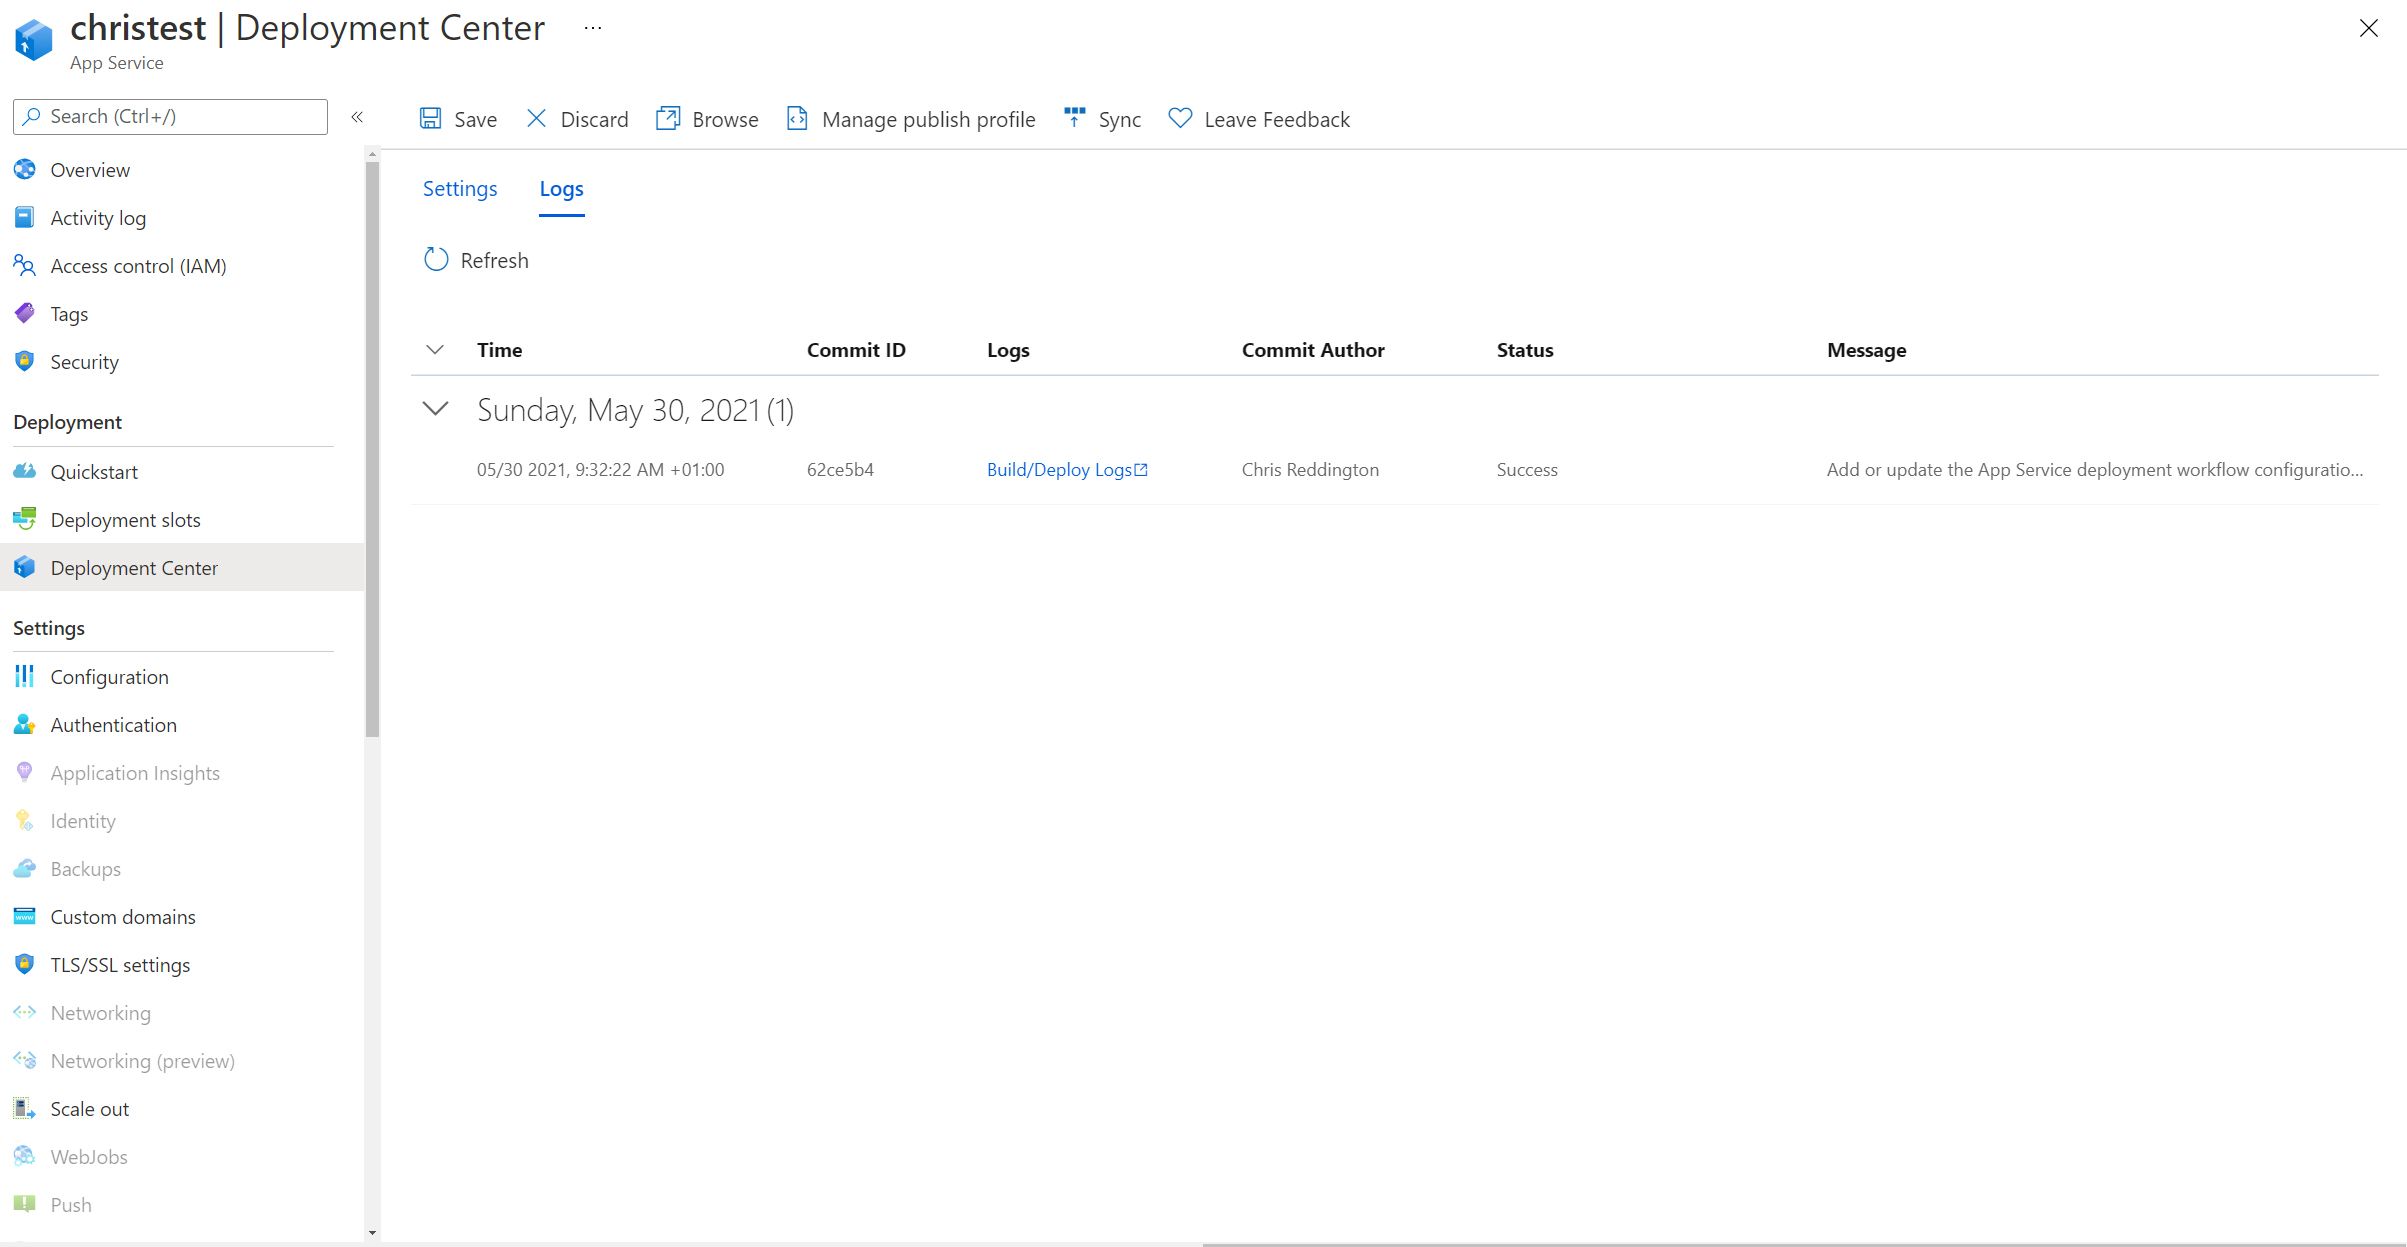 christest | Deployment Center ...
App Service
Search (Ctrl+/)
«
Save Discard Browse Manage publish profile Sync Leave Feedback
Overview
Activity log
Access control (IAM)
Tags
Security
Deployment
Quickstart
Deployment slots
Deployment Center
Settings
Configuration
Authentication
Application Insights
Identity
Backups
Custom domains
TLS/SSL settings
Networking
Networking (preview)
Scale out
WebJobs
Push
Settings Logs
Refresh
Time Commit ID Logs Commit Author Status Message
Sunday, May 30, 2021 (1)
05/30 2021, 9:32:22 AM +01:00 62ce5b4 Build/Deploy Logs Chris Reddington Success Add or update the App Service deployment workflow configuratio...